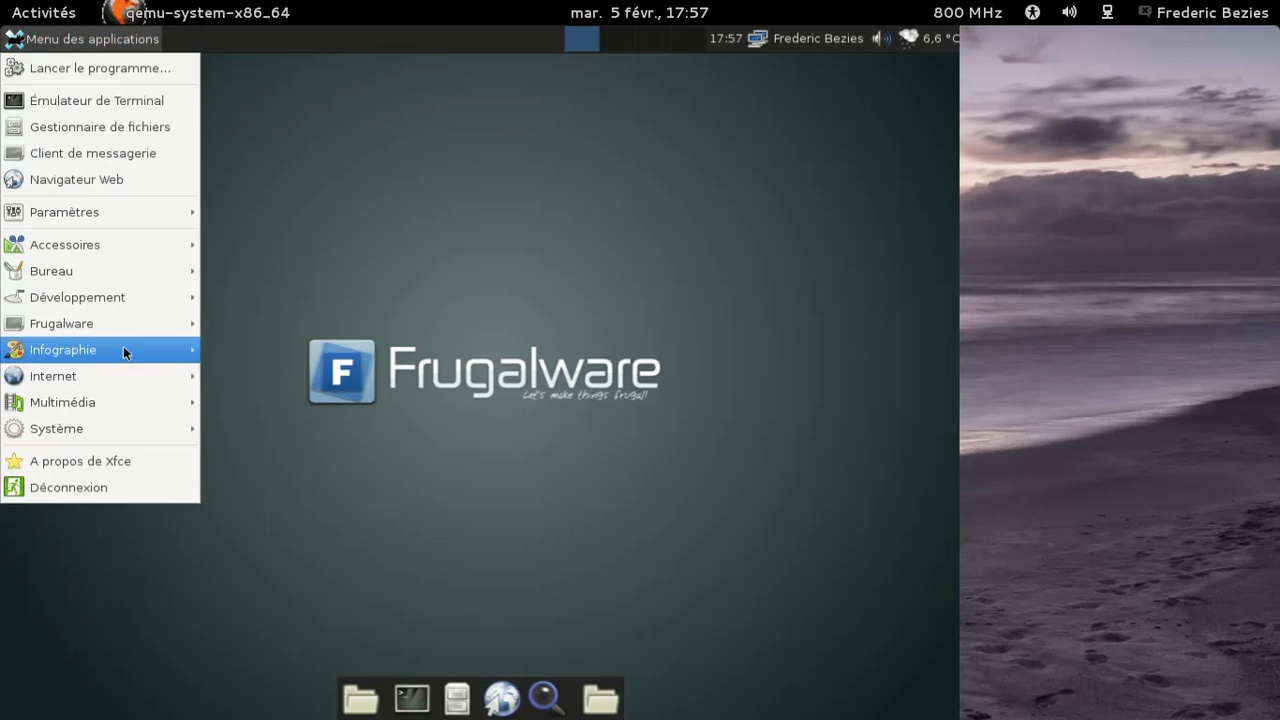 Activités qemu-system-x86_64 mar. 5 févr., 17:57 800 MHz Frederic Bezies
Menu des applications 17:57 Frederic Bezies 6,6 °C
Lancer le programme...
Émulateur de Terminal
Gestionnaire de fichiers
Client de messagerie
Navigateur Web
Paramètres
Accessoires
Bureau
Développement
Frugalware
Infographie
Internet
Multimédia
Système
A propos de Xfce
Déconnexion
F Frugalware
Let's make things frugal!